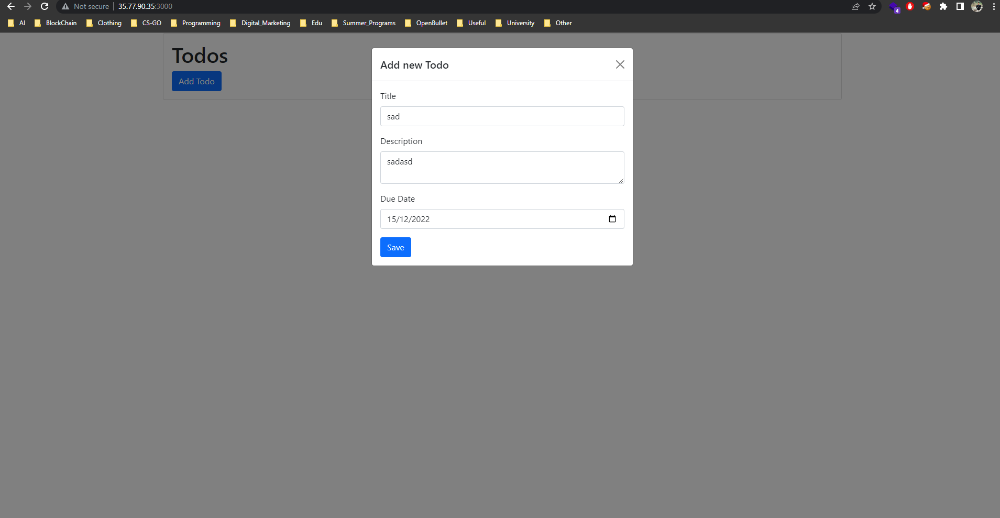 Not secure | 35.77.90.35:3000
4
AI BlockChain Clothing CS-GO Programming Digital_Marketing Edu Summer_Programs OpenBullet Useful University Other
Todos
Add Todo
Add new Todo
Title
sad
Description
sadasd
Due Date
15/12/2022
Save